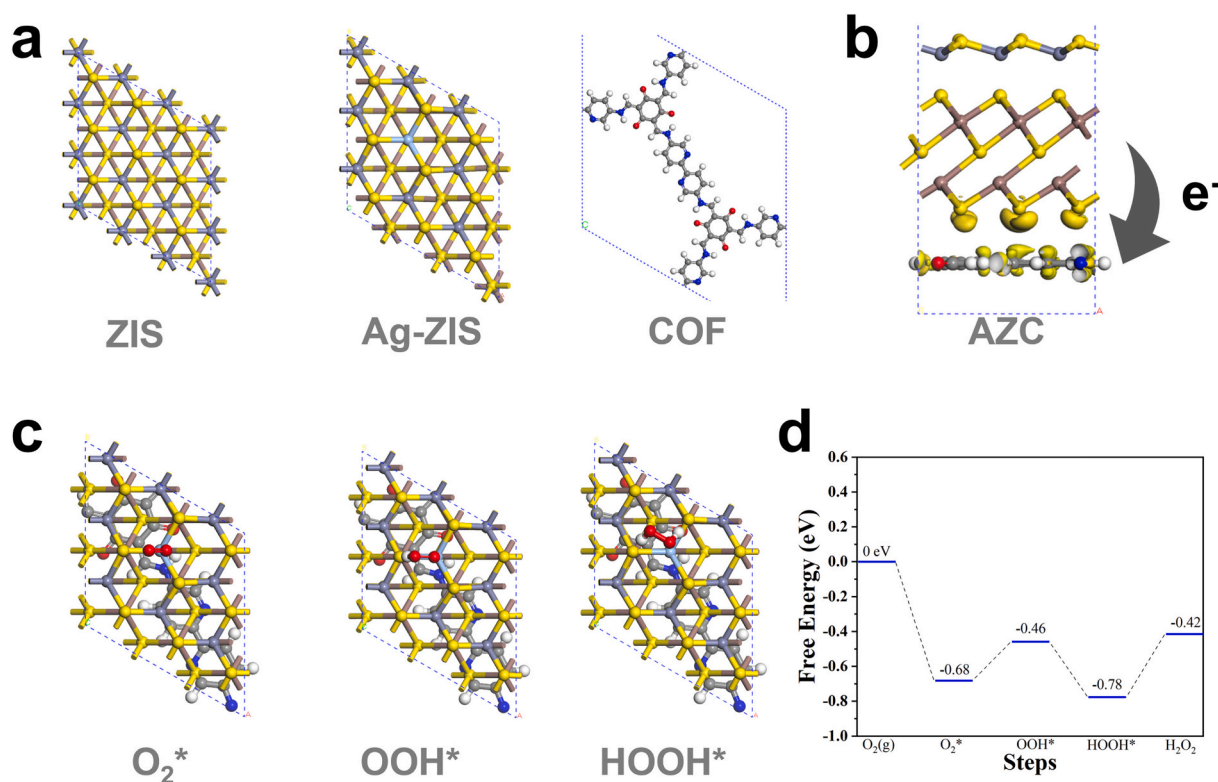 a
b
ZIS
Ag-ZIS
COF
e⁻
A
AZC
c
d
O₂*
OOH*
HOOH*
Free Energy (eV)
0.6
0.4
0.2
0.0
-0.2
-0.4
-0.6
-0.8
-1.0
0 eV
-0.68
-0.46
-0.78
-0.42
O₂(g)
O₂*
OOH*
HOOH*
H₂O₂
Steps